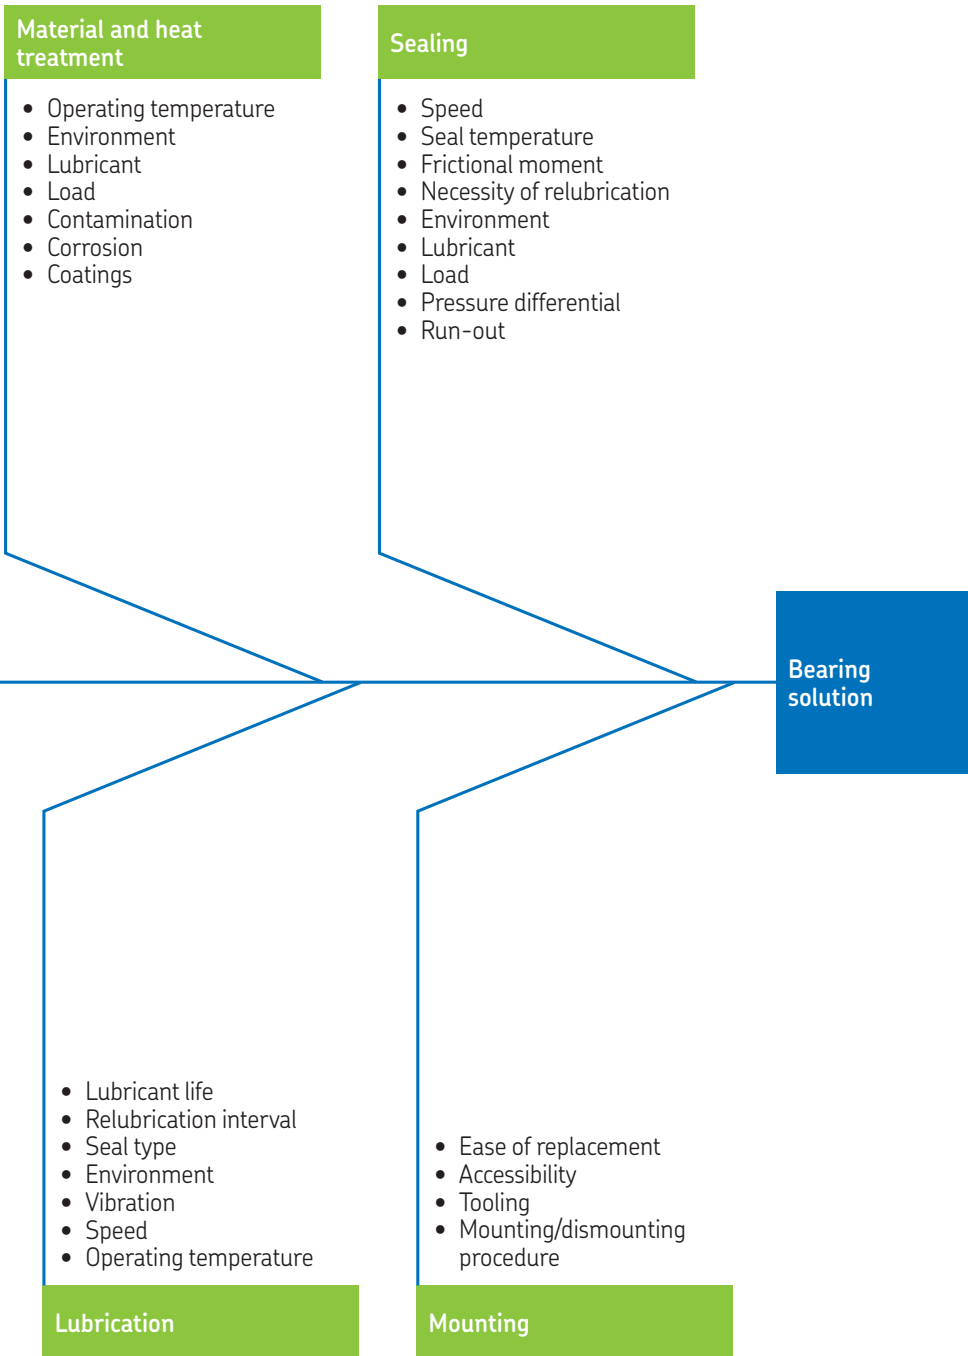 Material and heat
treatment
• Operating temperature
• Environment
• Lubricant
• Load
• Contamination
• Corrosion
• Coatings
Sealing
• Speed
• Seal temperature
• Frictional moment
• Necessity of relubrication
• Environment
• Lubricant
• Load
• Pressure differential
• Run-out
Bearing
solution
• Lubricant life
• Relubrication interval
• Seal type
• Environment
• Vibration
• Speed
• Operating temperature
Lubrication
• Ease of replacement
• Accessibility
• Tooling
• Mounting/dismounting
procedure
Mounting